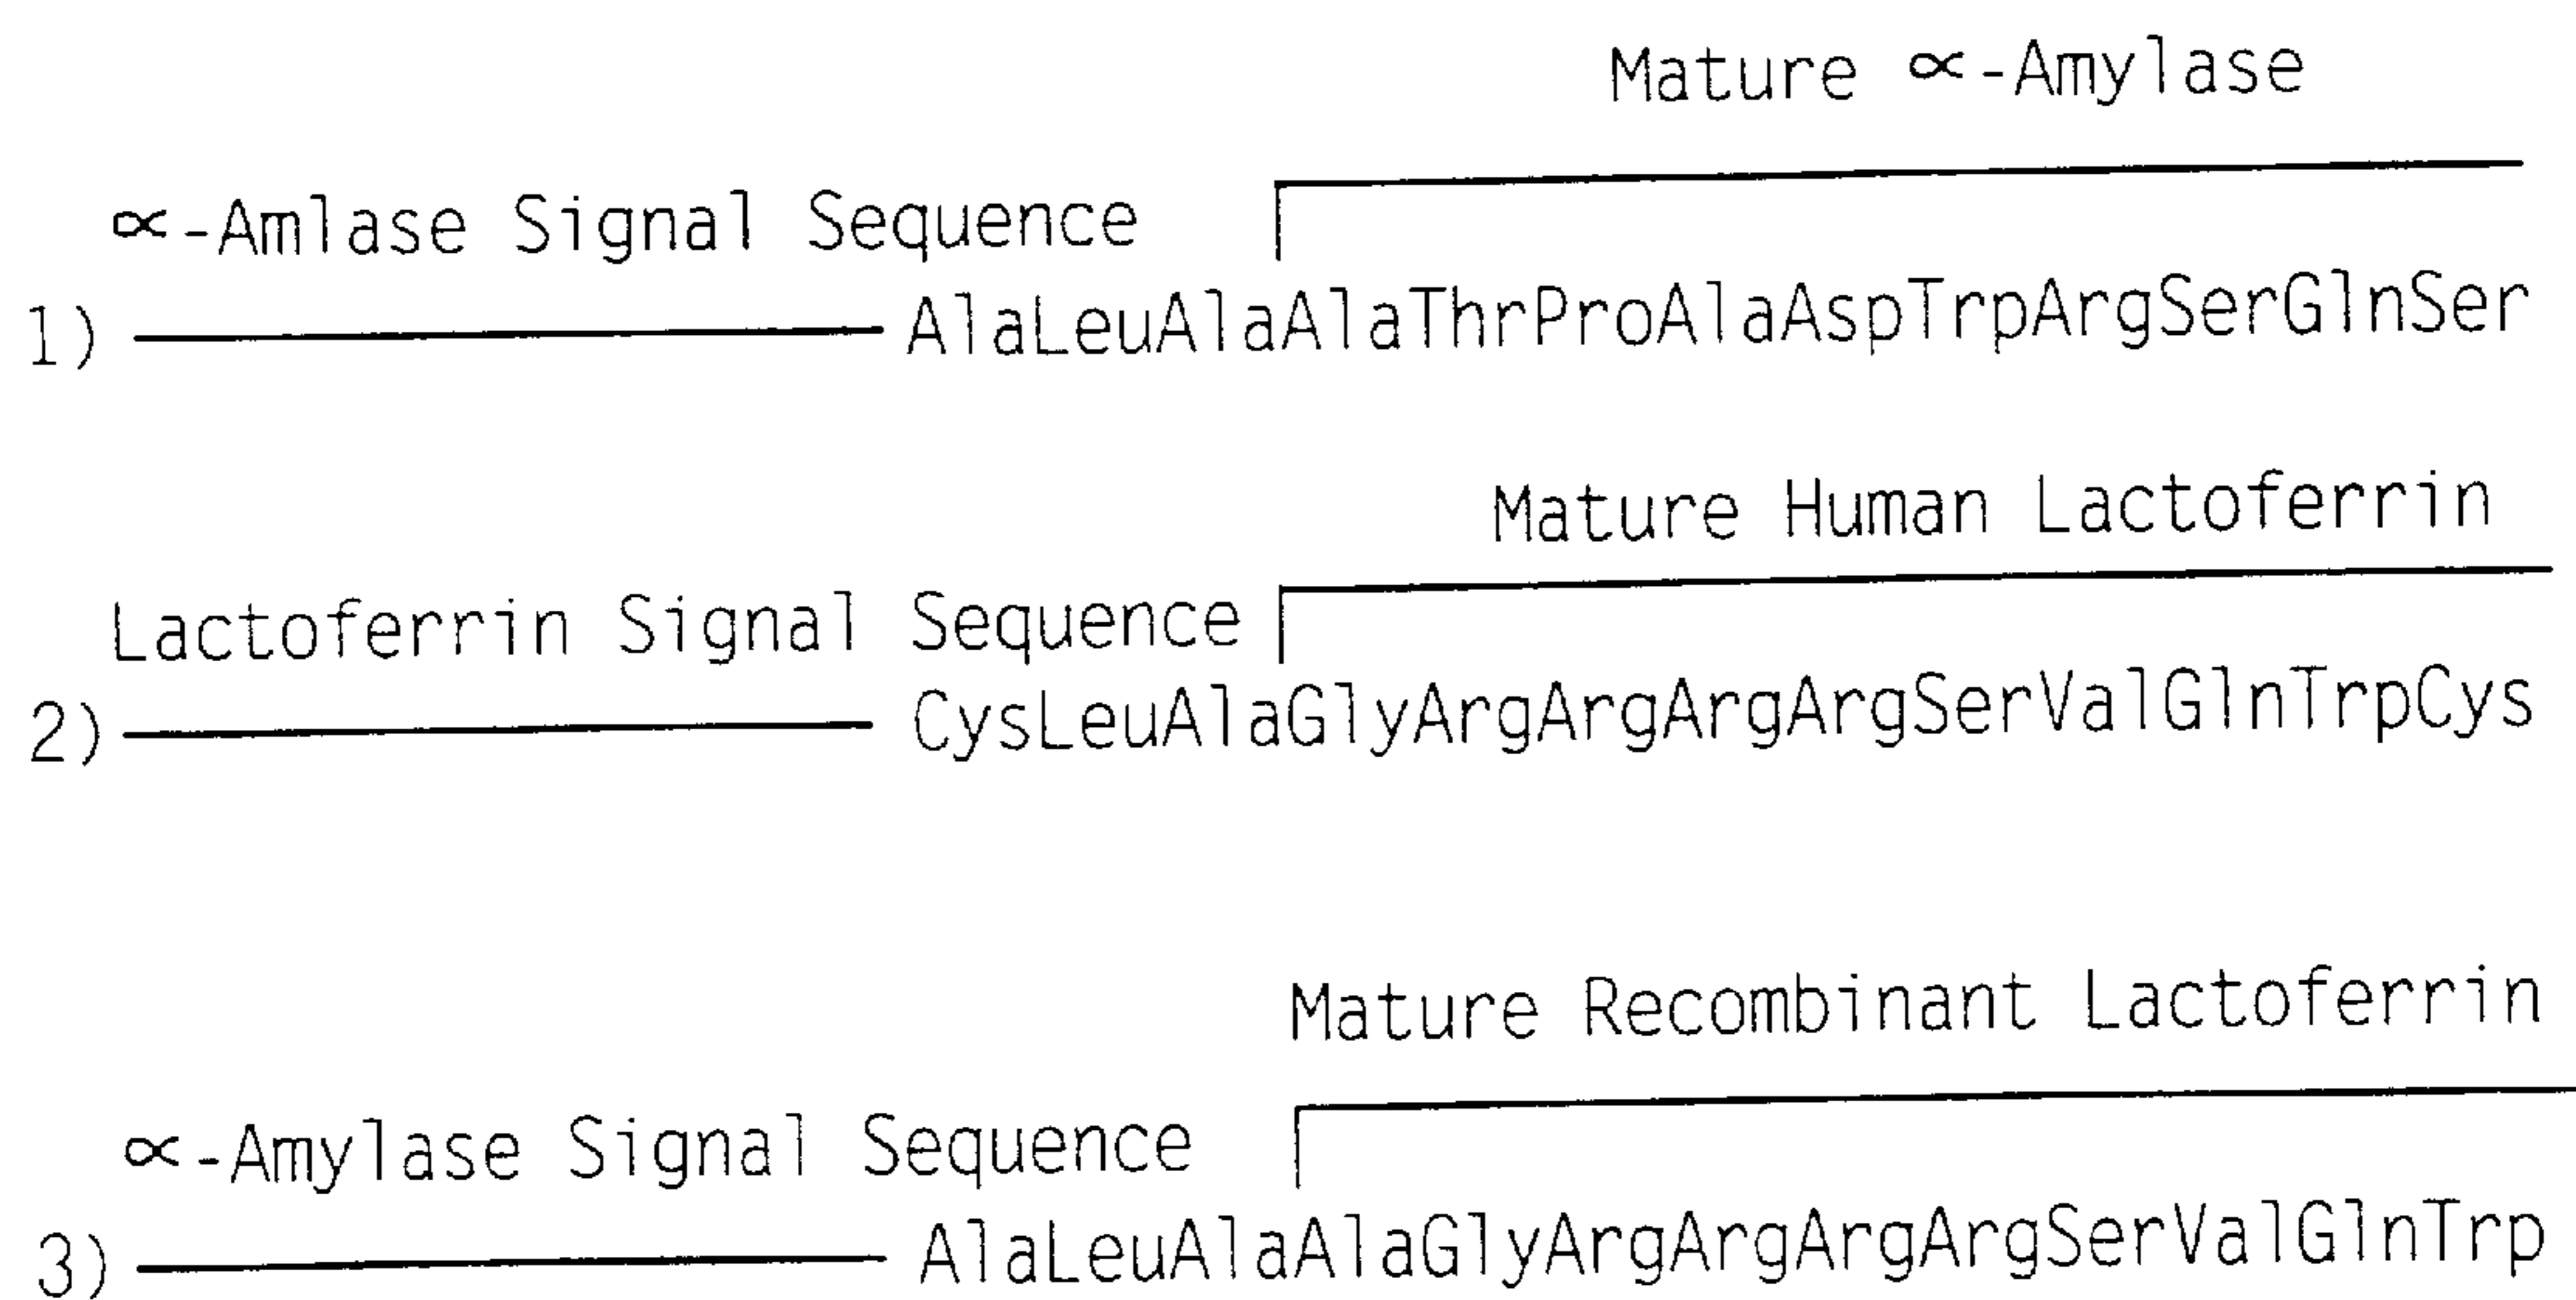 Mature ∝-Amylase
∝-Amlase Signal Sequence
1) AlaLeuAlaAlaThrProAlaAspTrpArgSerGlnSer
Mature Human Lactoferrin
Lactoferrin Signal Sequence
2) CysLeuAlaGlyArgArgArgArgSerValGlnTrpCys
Mature Recombinant Lactoferrin
∝-Amylase Signal Sequence
3) AlaLeuAlaAlaGlyArgArgArgArgSerValGlnTrp